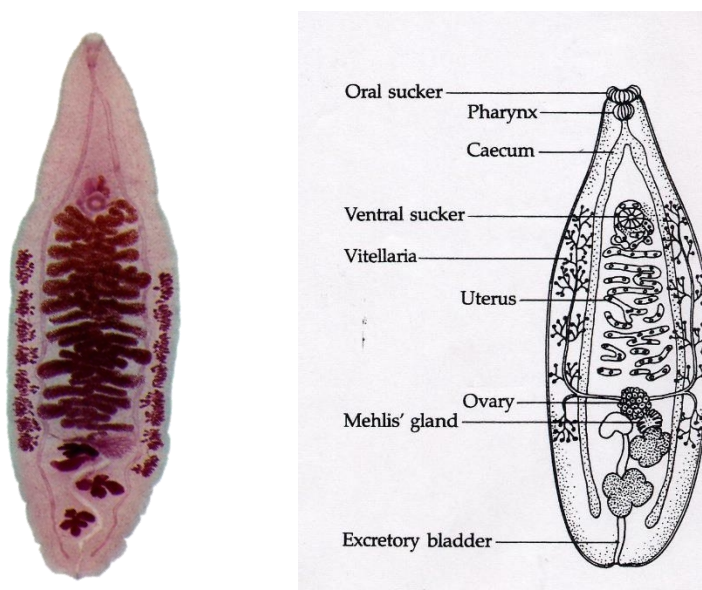 Oral sucker
Pharynx
Caecum
Ventral sucker
Vitellaria
Uterus
Ovary
Mehlis' gland
Excretory bladder